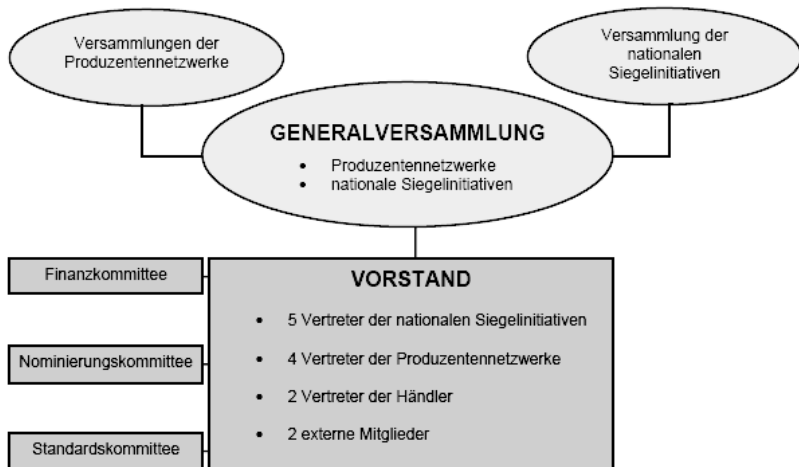 Versammlungen der
Produzentennetzwerke
Versammlung der
nationalen
Siegelinitiativen
GENERALVERSAMMLUNG
• Produzentennetzwerke
• nationale Siegelinitiativen
Finanzkommittee
Nominierungskommittee
Standardskommittee
VORSTAND
• 5 Vertreter der nationalen Siegelinitiativen
• 4 Vertreter der Produzentennetzwerke
• 2 Vertreter der Händler
• 2 externe Mitglieder